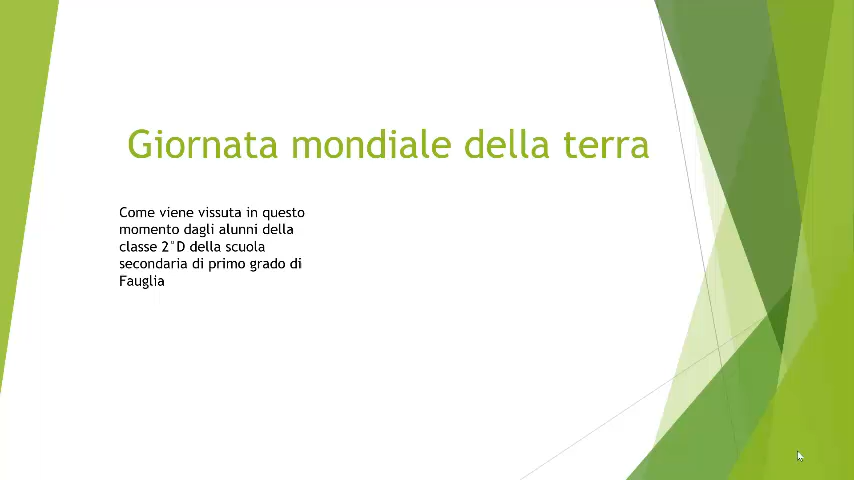 Giornata mondiale della terra
Come viene vissuta in questo
momento dagli alunni della
classe 2°D della scuola
secondaria di primo grado di
Fauglia